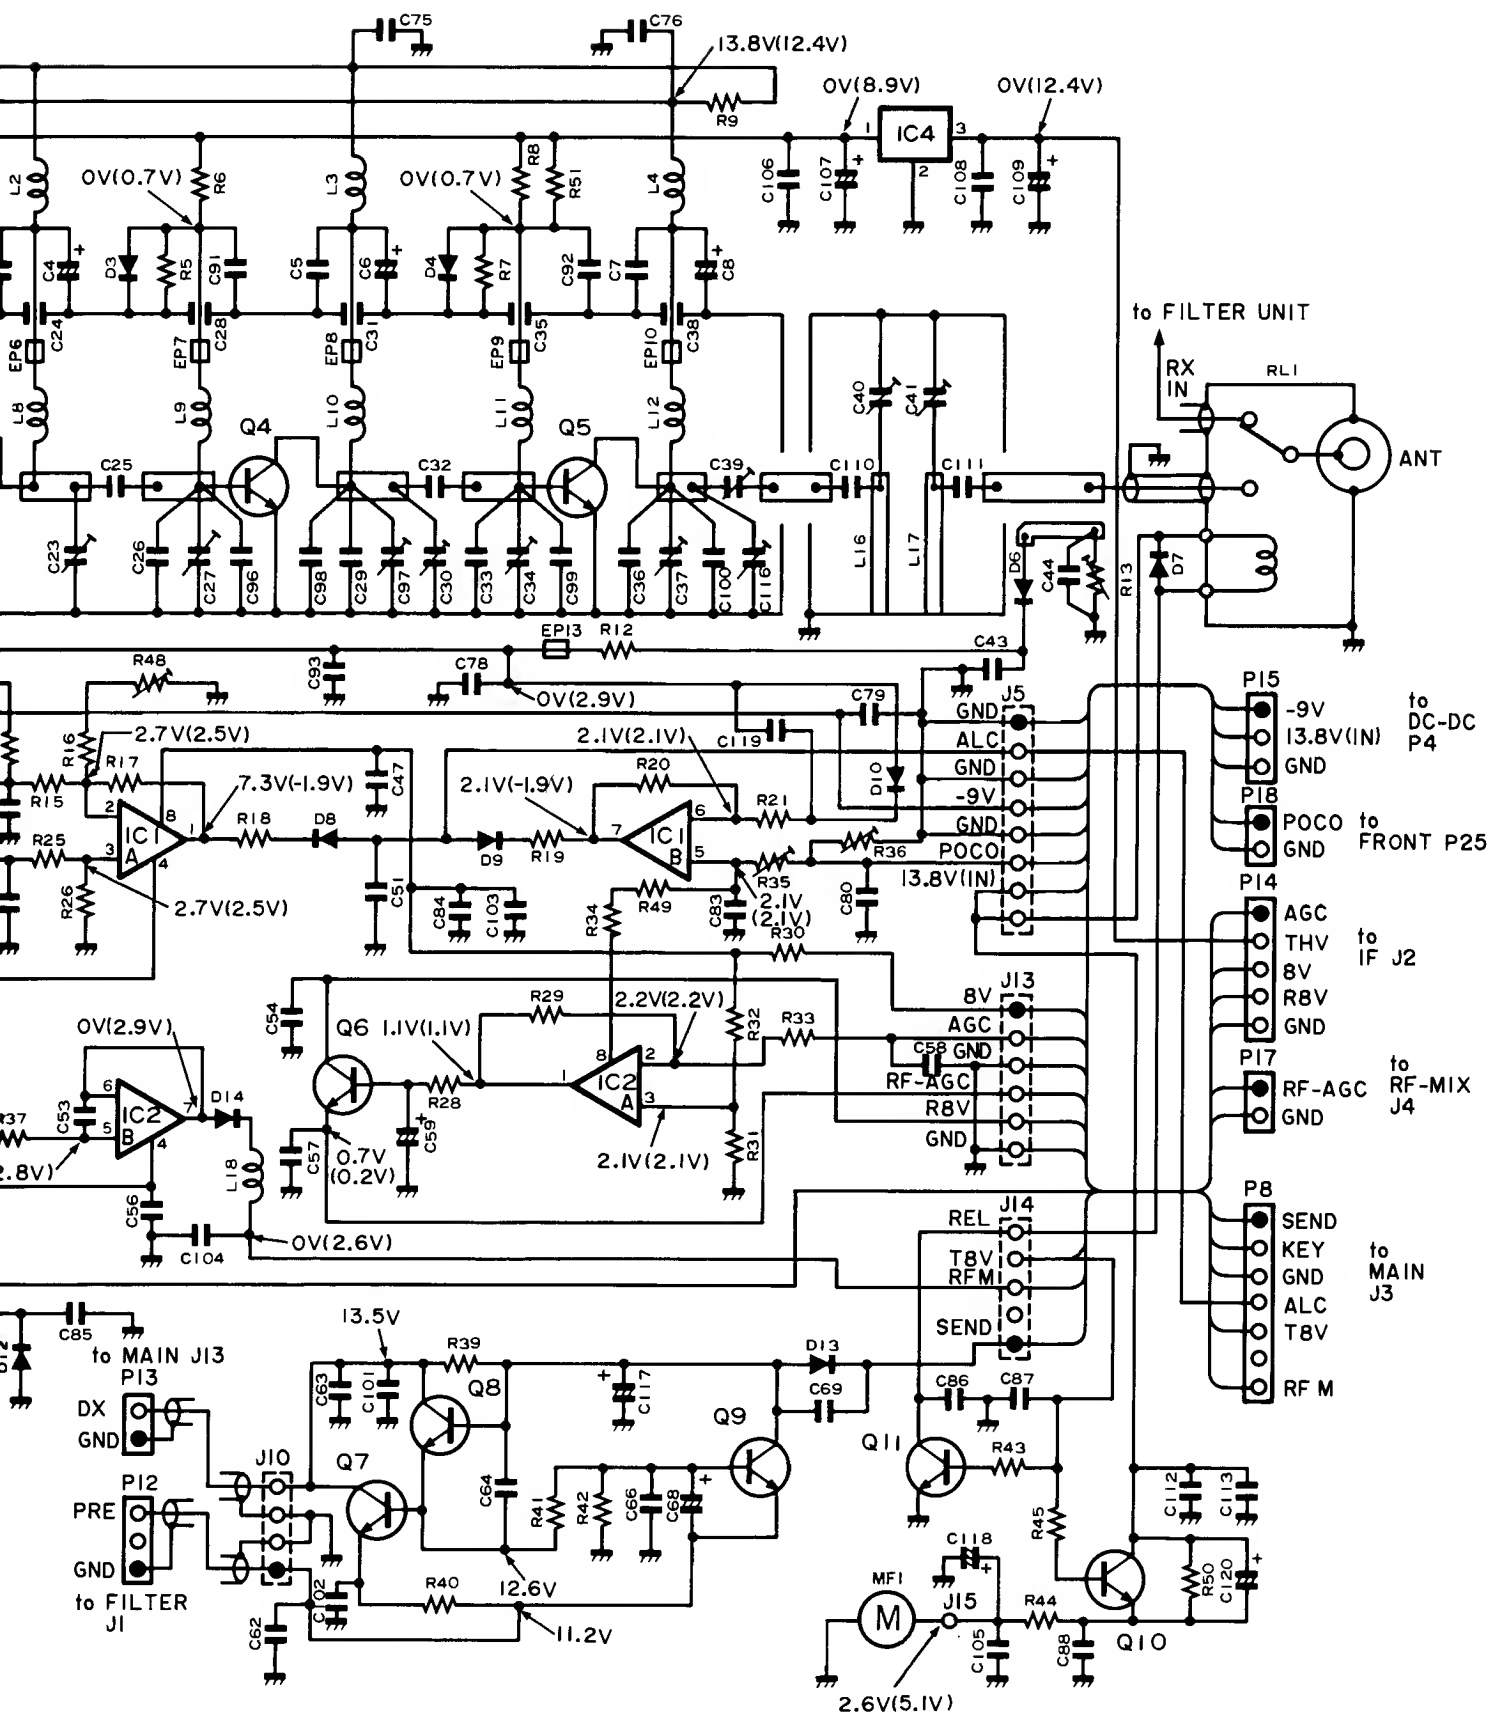 C75
C76
13.8V(12.4V)
R9
0V(8.9V)
0V(12.4V)
1
IC4
3
2
C106
C107
+
C108
C109
+
L2
0V(0.7V)
R6
L3
0V(0.7V)
R8
R51
L4
C4
+
D3
R5
C91
C5
C6
+
D4
R7
C92
C7
C8
+
EP6
C24
EP7
C28
EP8
C31
EP9
C35
EP10
C38
to FILTER UNIT
RX
IN
RL1
C40
C41
L8
L9
Q4
L10
L11
Q5
L12
C25
C32
C39
C110
C111
ANT
C23
C26
C27
C96
C98
C29
C97
C30
C33
C34
C99
C36
C37
C100
C116
L16
L17
D6
C44
R13
D7
EP13
R12
C43
R48
C93
C78
0V(2.9V)
C79
J5
P15
R16
2.7V(2.5V)
2.1V(2.1V)
C119
GND
-9V
to
DC-DC
P4
ALC
13.8V(IN)
R15
R17
C47
7.3V(-1.9V)
2.1V(-1.9V)
R20
D10
GND
GND
2
8
-9V
P18
IC1
A
1
R18
D8
D9
R19
7
IC1
B
6
R21
GND
POCO
to
FRONT P25
R25
3
4
5
R36
POCO
GND
R26
2.7V(2.5V)
C51
C84
C103
R34
R49
R35
C83
2.1V
(2.1V)
C80
13.8V(IN)
P14
AGC
R30
THV
to
IF J2
C54
J13
8V
Q6
1.1V(1.1V)
R29
2.2V(2.2V)
R32
R33
8V
R8V
0V(2.9V)
AGC
GND
C58
GND
P17
6
C53
IC2
B
7
D14
R28
1
8
IC2
A
2
3
RF-AGC
RF-AGC
to
RF-MIX
J4
R37
5
4
C59
+
R8V
GND
2.8V)
L18
C57
0.7V
(0.2V)
2.1V(2.1V)
R31
GND
C56
C104
0V(2.6V)
J14
P8
REL
SEND
T8V
KEY
to
MAIN
J3
RFM
GND
ALC
SEND
T8V
RFM
D12
C85
to MAIN J13
P13
13.5V
R39
D13
C63
C101
Q8
+
C117
C69
C86
C87
DX
GND
Q9
Q11
R43
J10
Q7
P12
C64
R41
R42
C66
C68
+
C112
C113
PRE
R45
GND
C118
+
R50
C120
+
C102
12.6V
MF1
to FILTER
J1
R40
M
J15
R44
C62
11.2V
C105
C88
Q10
2.6V(5.1V)